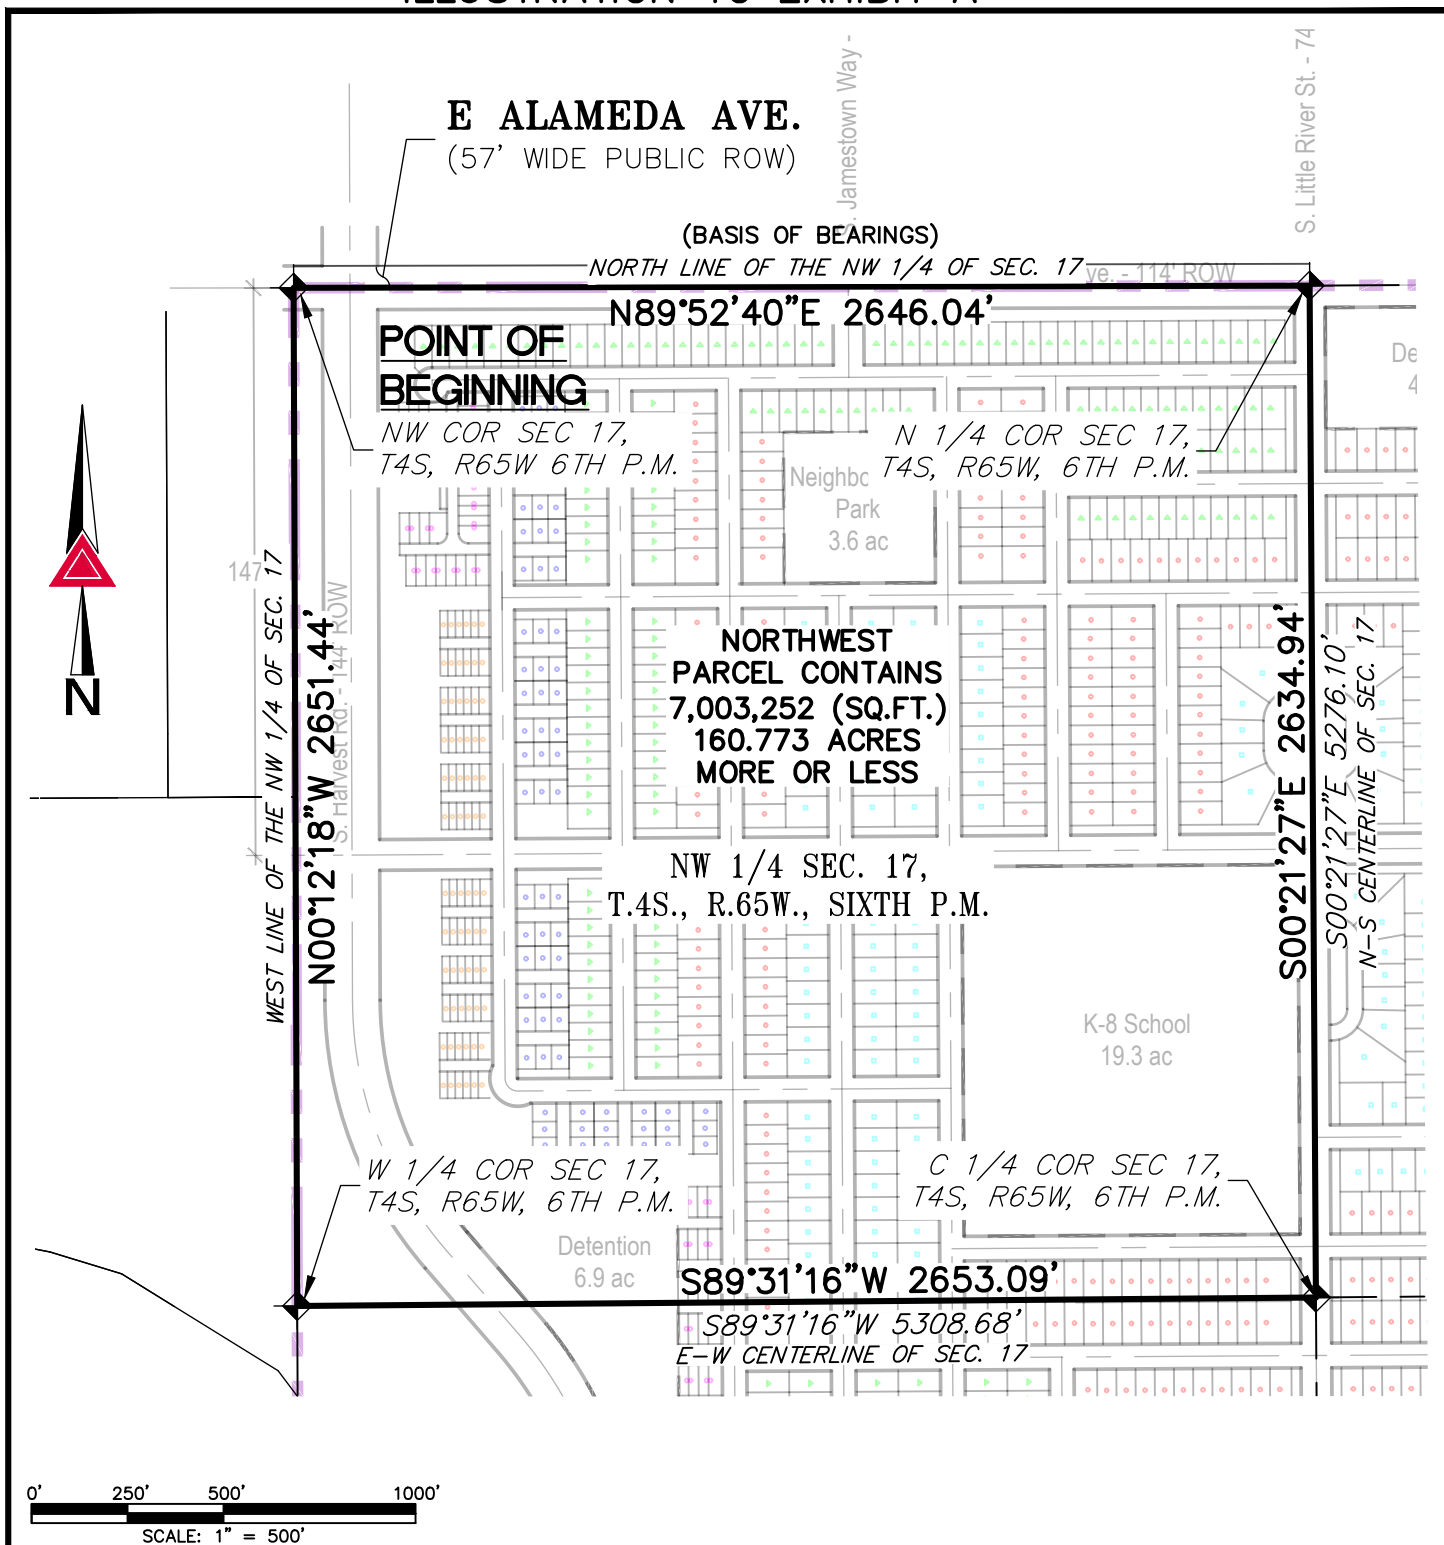 S. Jamestown Way -
S. Little River St. - 74
E ALAMEDA AVE.
(57' WIDE PUBLIC ROW)
(BASIS OF BEARINGS)
NORTH LINE OF THE NW 1/4 OF SEC. 17
ve. - 114' ROW
N89°52'40"E 2646.04'
POINT OF
BEGINNING
NW COR SEC 17,
T4S, R65W 6TH P.M.
N 1/4 COR SEC 17,
T4S, R65W, 6TH P.M.
De
4
Neighbo
Park
3.6 ac
147
N
WEST LINE OF THE NW 1/4 OF SEC. 17
N00°12'18"W 2651.44'
S. Harvest Rd. - 144' ROW
NORTHWEST
PARCEL CONTAINS
7,003,252 (SQ.FT.)
160.773 ACRES
MORE OR LESS
S00°21'27"E 2634.94'
S00°21'27"E 5276.10'
N-S CENTERLINE OF SEC. 17
NW 1/4 SEC. 17,
T.4S., R.65W., SIXTH P.M.
K-8 School
19.3 ac
W 1/4 COR SEC 17,
T4S, R65W, 6TH P.M.
C 1/4 COR SEC 17,
T4S, R65W, 6TH P.M.
Detention
6.9 ac
S89°31'16"W 2653.09'
S89°31'16"W 5308.68'
E-W CENTERLINE OF SEC. 17
0' 250' 500' 1000'
SCALE: 1" = 500'